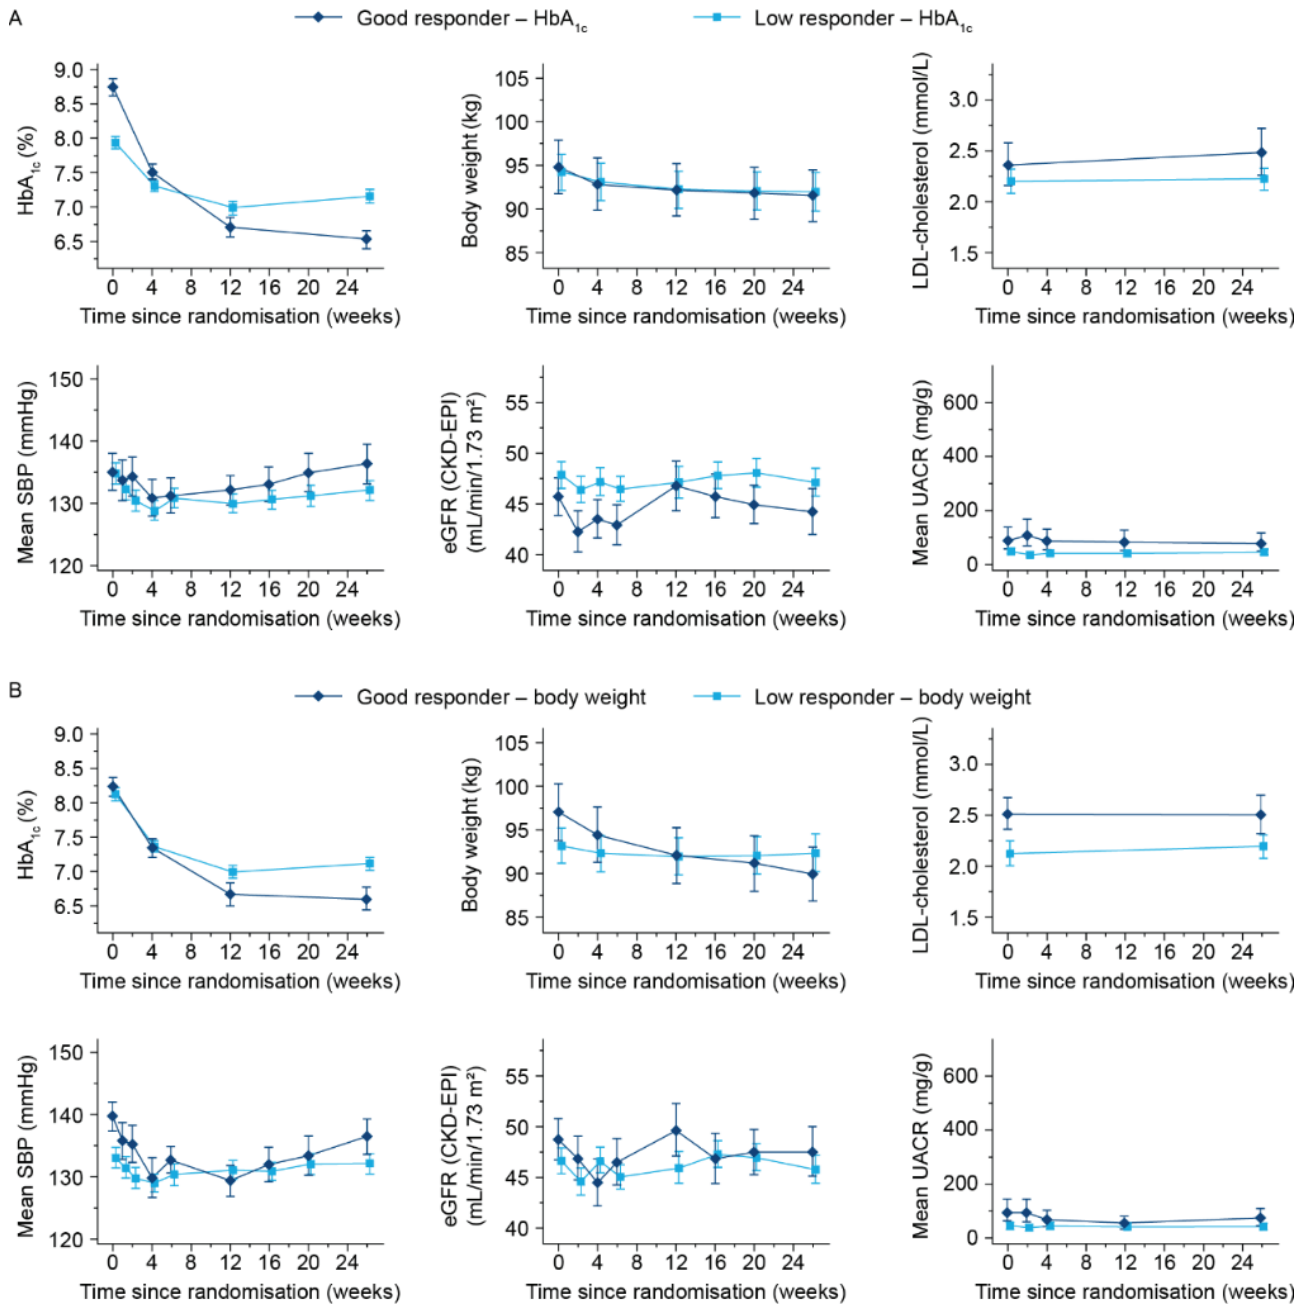 A
Good responder – HbA1c
Low responder – HbA1c
HbA1c (%)
9.0
8.5
8.0
7.5
7.0
6.5
0 4 8 12 16 20 24
Time since randomisation (weeks)
Body weight (kg)
105
100
95
90
85
0 4 8 12 16 20 24
Time since randomisation (weeks)
LDL-cholesterol (mmol/L)
3.0
2.5
2.0
1.5
0 4 8 12 16 20 24
Time since randomisation (weeks)
Mean SBP (mmHg)
150
140
130
120
0 4 8 12 16 20 24
Time since randomisation (weeks)
eGFR (CKD-EPI)
(mL/min/1.73 m²)
55
50
45
40
0 4 8 12 16 20 24
Time since randomisation (weeks)
Mean UACR (mg/g)
600
400
200
0
0 4 8 12 16 20 24
Time since randomisation (weeks)
B
Good responder – body weight
Low responder – body weight
HbA1c (%)
9.0
8.5
8.0
7.5
7.0
6.5
0 4 8 12 16 20 24
Time since randomisation (weeks)
Body weight (kg)
105
100
95
90
85
0 4 8 12 16 20 24
Time since randomisation (weeks)
LDL-cholesterol (mmol/L)
3.0
2.5
2.0
1.5
0 4 8 12 16 20 24
Time since randomisation (weeks)
Mean SBP (mmHg)
150
140
130
120
0 4 8 12 16 20 24
Time since randomisation (weeks)
eGFR (CKD-EPI)
(mL/min/1.73 m²)
55
50
45
40
0 4 8 12 16 20 24
Time since randomisation (weeks)
Mean UACR (mg/g)
600
400
200
0
0 4 8 12 16 20 24
Time since randomisation (weeks)